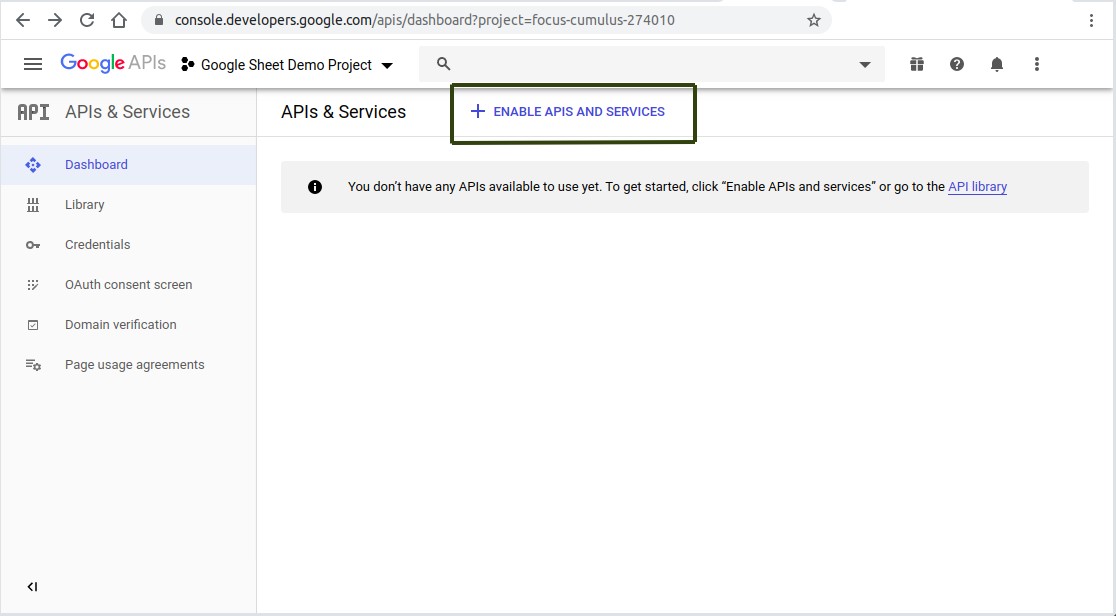 console.developers.google.com/apis/dashboard?project=focus-cumulus-274010
Google APIs Google Sheet Demo Project
API APIs & Services
APIs & Services
ENABLE APIS AND SERVICES
Dashboard
Library
Credentials
OAuth consent screen
Domain verification
Page usage agreements
You don’t have any APIs available to use yet. To get started, click “Enable APIs and services” or go to the API library